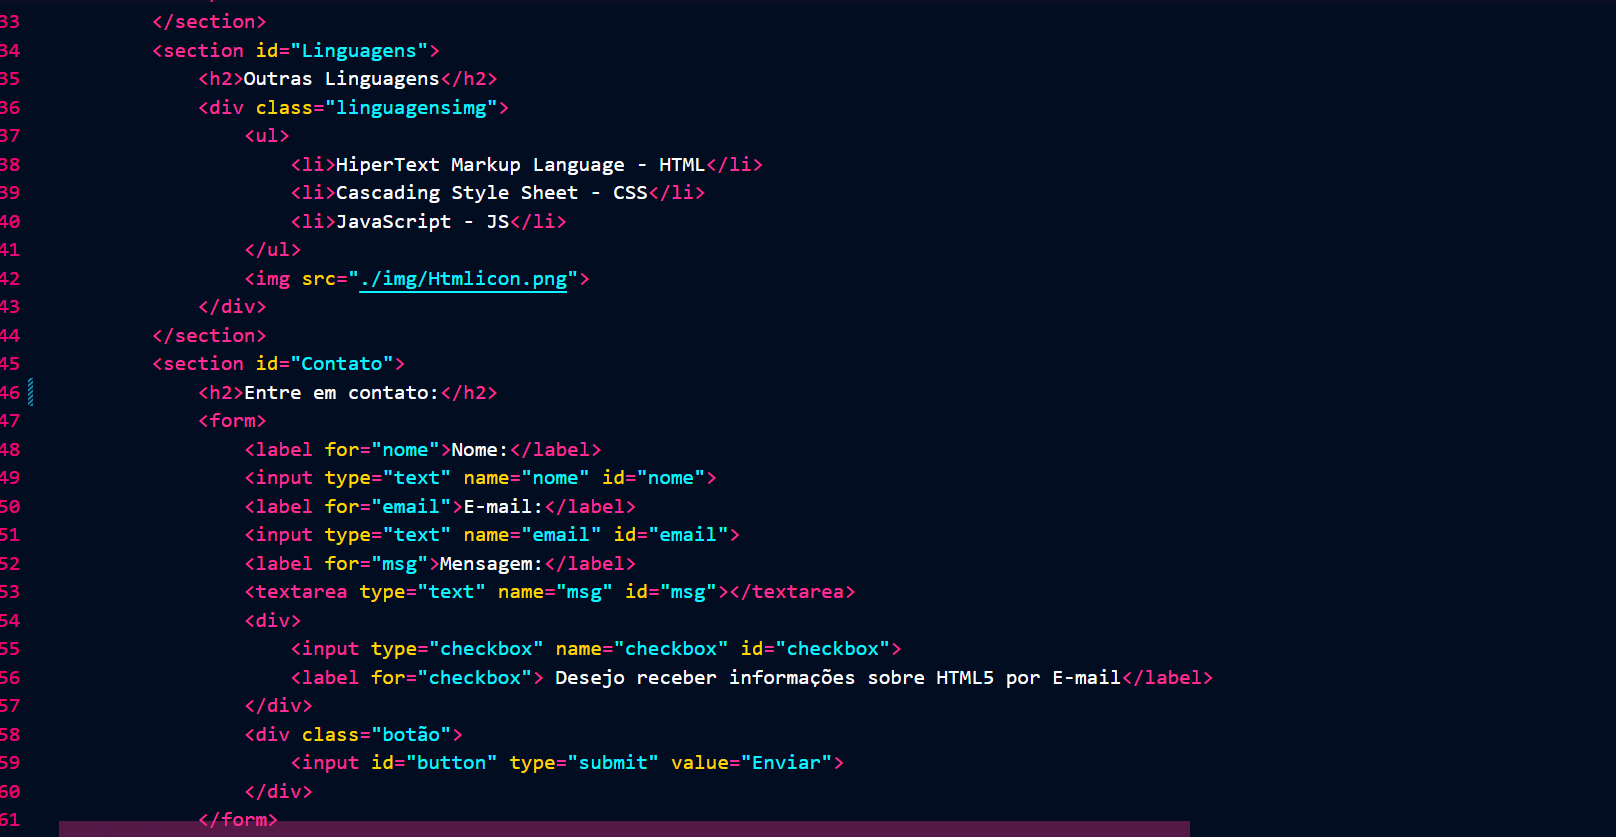 33 </section>
34 <section id="Linguagens">
35 <h2>Outras Linguagens</h2>
36 <div class="linguagensimg">
37 <ul>
38 <li>HiperText Markup Language - HTML</li>
39 <li>Cascading Style Sheet - CSS</li>
40 <li>JavaScript - JS</li>
41 </ul>
42 <img src="./img/Htmlicon.png">
43 </div>
44 </section>
45 <section id="Contato">
46 <h2>Entre em contato:</h2>
47 <form>
48 <label for="nome">Nome:</label>
49 <input type="text" name="nome" id="nome">
50 <label for="email">E-mail:</label>
51 <input type="text" name="email" id="email">
52 <label for="msg">Mensagem:</label>
53 <textarea type="text" name="msg" id="msg"></textarea>
54 <div>
55 <input type="checkbox" name="checkbox" id="checkbox">
56 <label for="checkbox"> Desejo receber informações sobre HTML5 por E-mail</label>
57 </div>
58 <div class="botão">
59 <input id="button" type="submit" value="Enviar">
60 </div>
61 </form>